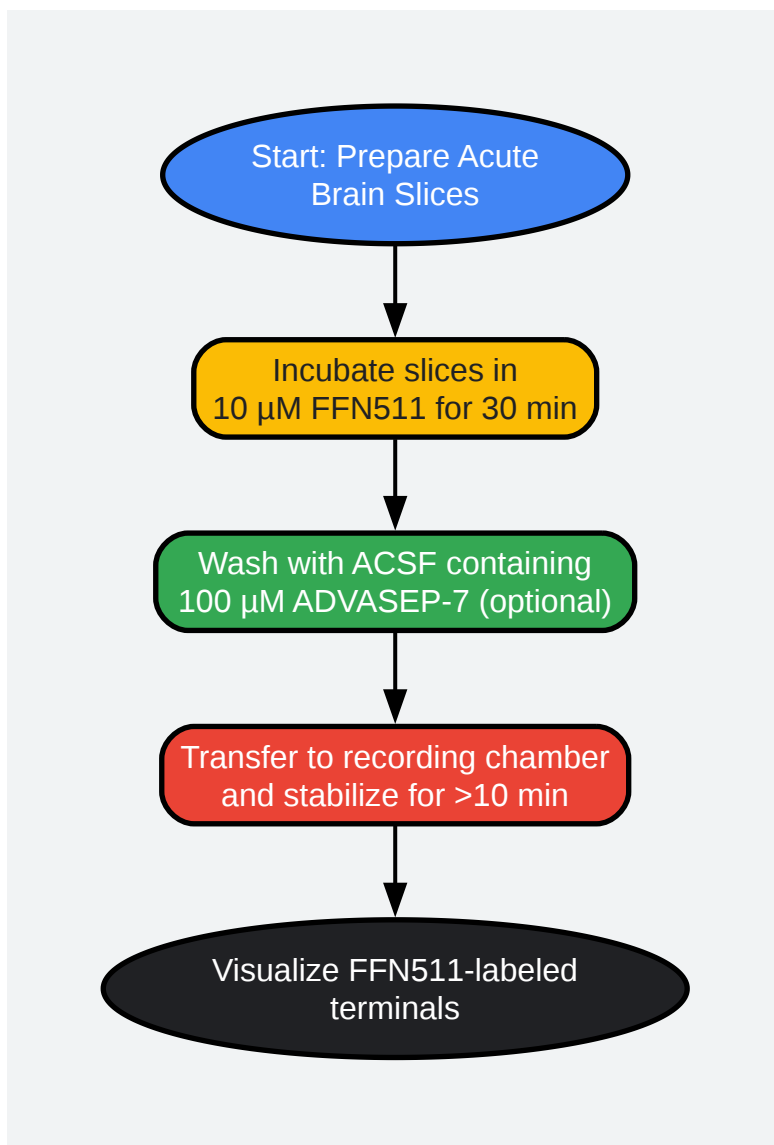 Start: Prepare Acute
Brain Slices
Incubate slices in
10 µM FFN511 for 30 min
Wash with ACSF containing
100 µM ADVASEP-7 (optional)
Transfer to recording chamber
and stabilize for >10 min
Visualize FFN511-labeled
terminals